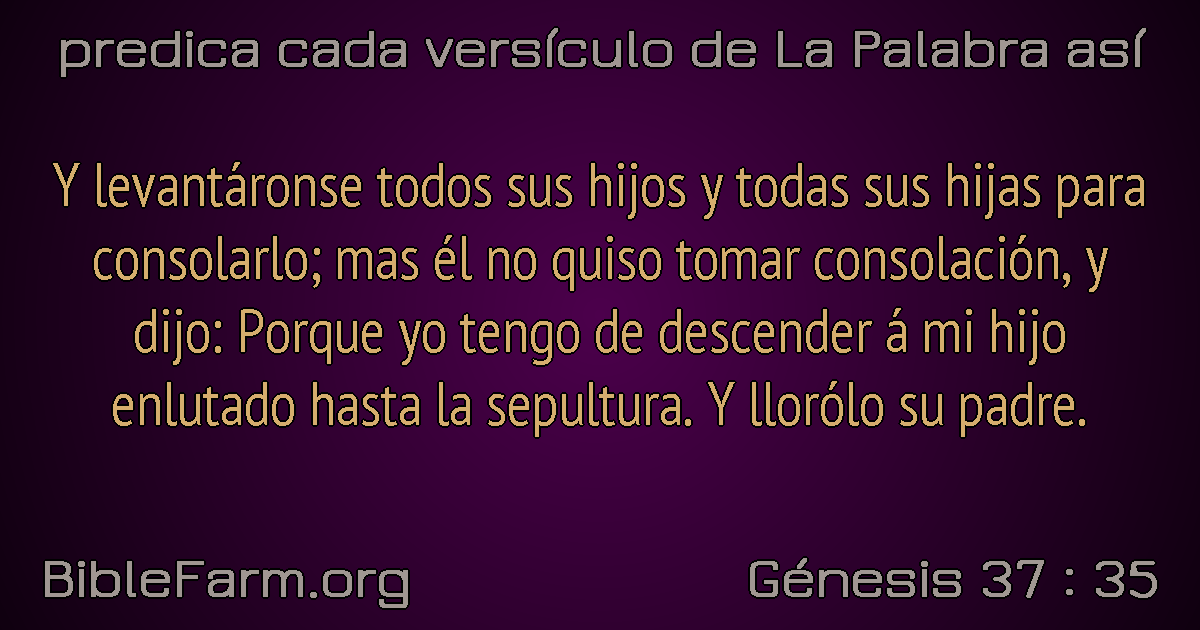 predica cada versículo de La Palabra así
Y levantáronse todos sus hijos y todas sus hijas para
consolarlo; mas él no quiso tomar consolación, y
dijo: Porque yo tengo de descender á mi hijo
enlutado hasta la sepultura. Y llorólo su padre.
BibleFarm.org
Génesis 37 : 35